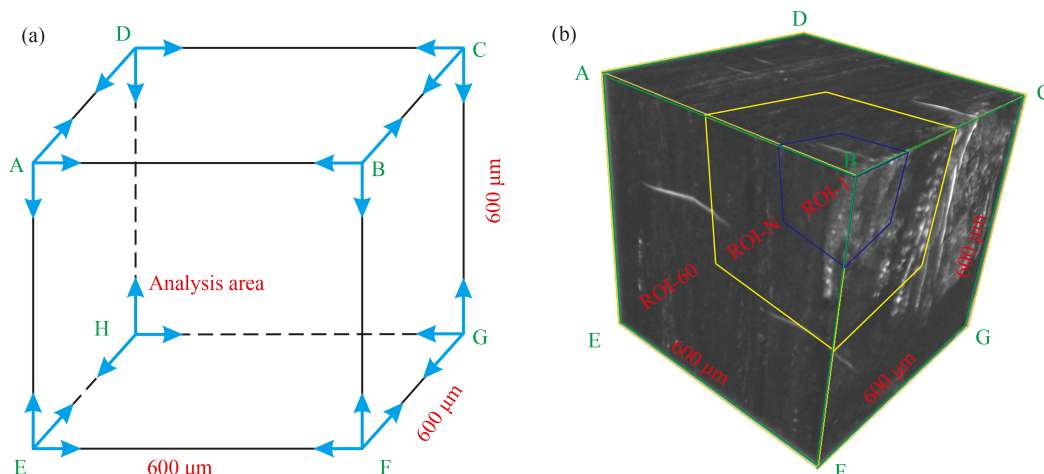 (a)
D
C
A
B
600 μm
Analysis area
H
G
600 μm
E
600 μm
F
(b)
D
A
C
B
ROI-1
ROI-N
ROI-60
600 μm
E
G
600 μm
600 μm
F